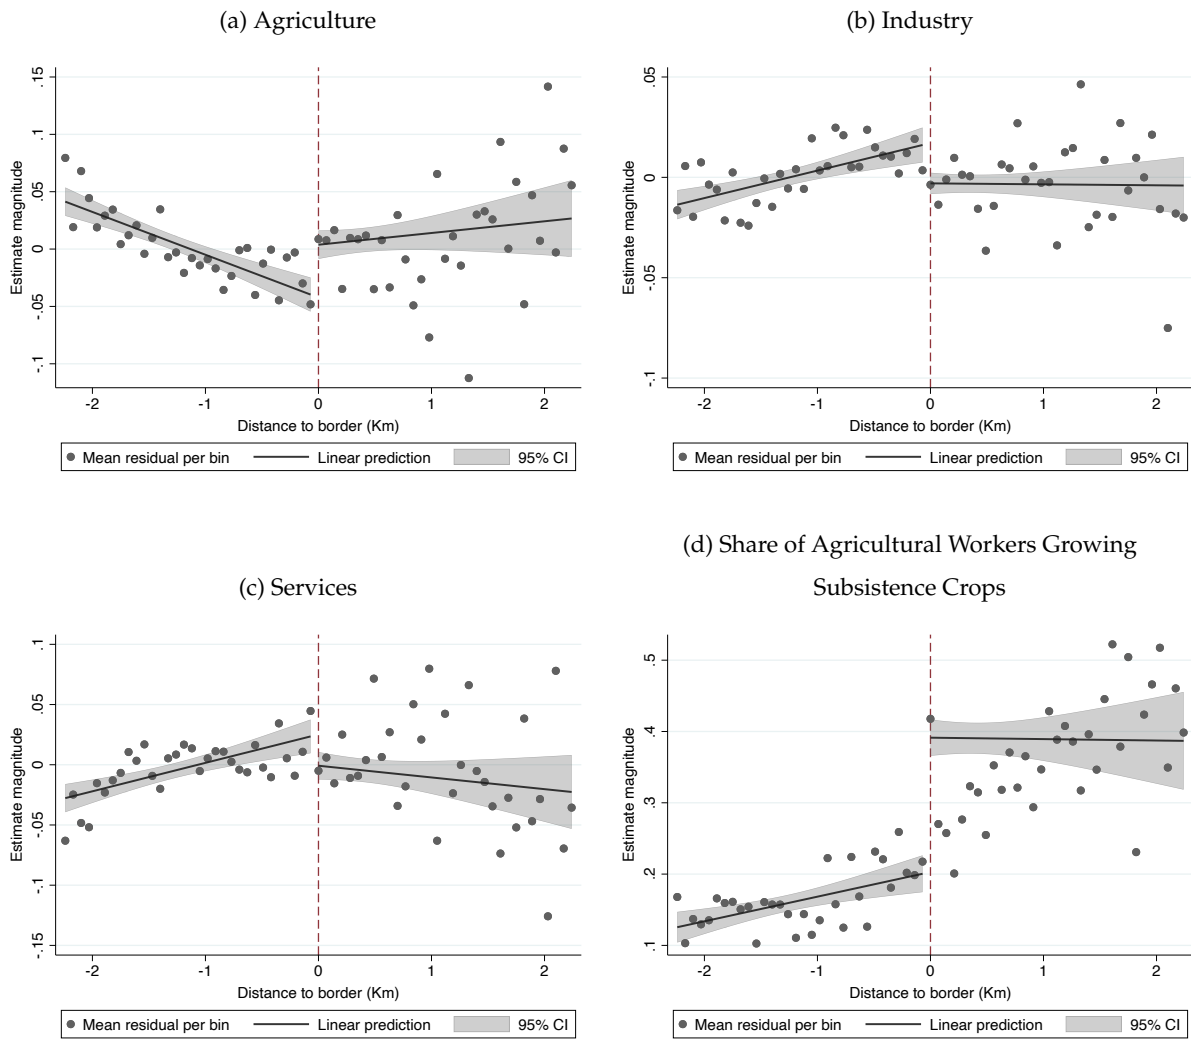 (a) Agriculture
.15
.1
.05
0
-.05
-.1
Estimate magnitude
-2 -1 0 1 2
Distance to border (Km)
Mean residual per bin Linear prediction 95% CI
(b) Industry
.05
0
-.05
-.1
Estimate magnitude
-2 -1 0 1 2
Distance to border (Km)
Mean residual per bin Linear prediction 95% CI
(c) Services
.1
.05
0
-.05
-.1
-.15
Estimate magnitude
-2 -1 0 1 2
Distance to border (Km)
Mean residual per bin Linear prediction 95% CI
(d) Share of Agricultural Workers Growing
Subsistence Crops
.5
.4
.3
.2
.1
Estimate magnitude
-2 -1 0 1 2
Distance to border (Km)
Mean residual per bin Linear prediction 95% CI